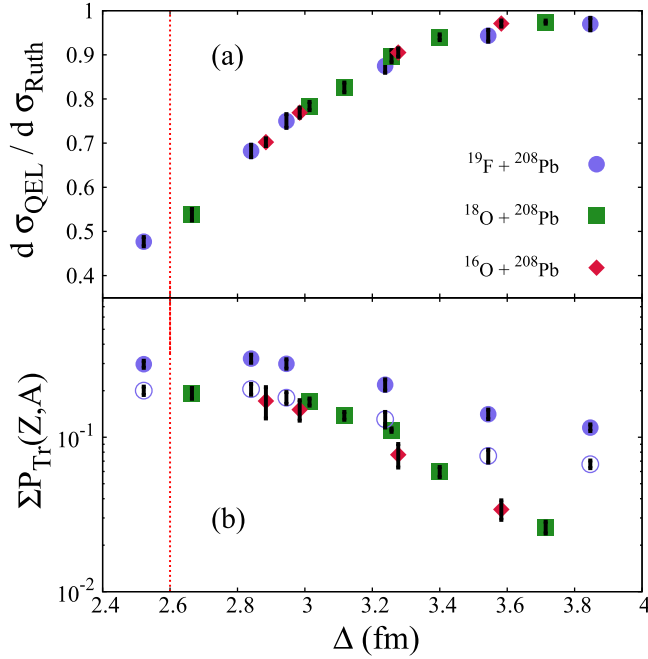 1
0.9
0.8
0.7
0.6
0.5
0.4
d σQEL / d σRuth
(a)
¹⁹F + ²⁰⁸Pb
¹⁸O + ²⁰⁸Pb
¹⁶O + ²⁰⁸Pb
10⁻¹
10⁻²
ΣPTr(Z,A)
(b)
2.4 2.6 2.8 3 3.2 3.4 3.6 3.8 4
Δ (fm)